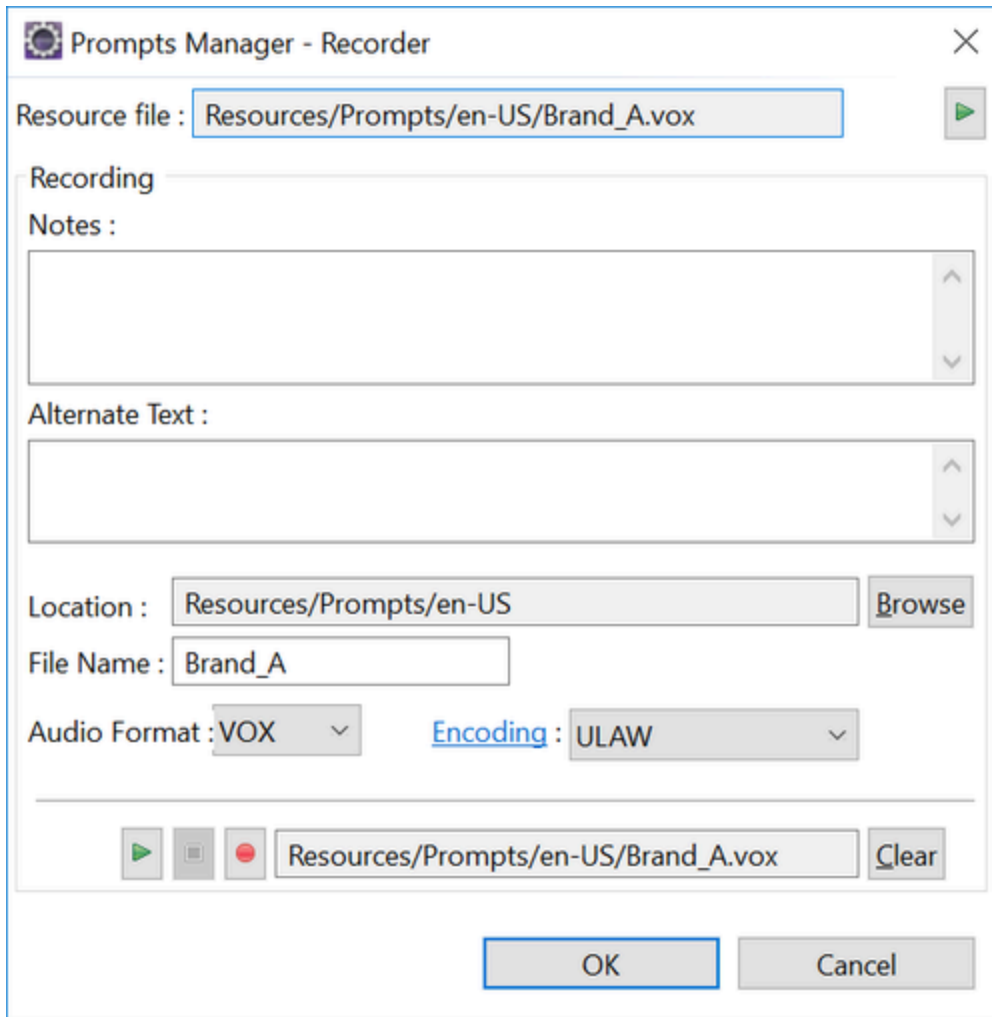 Prompts Manager - Recorder
Resource file : Resources/Prompts/en-US/Brand_A.vox
Recording
Notes :
Alternate Text :
Location : Resources/Prompts/en-US Browse
File Name : Brand_A
Audio Format : VOX Encoding : ULAW
Resources/Prompts/en-US/Brand_A.vox Clear
OK Cancel